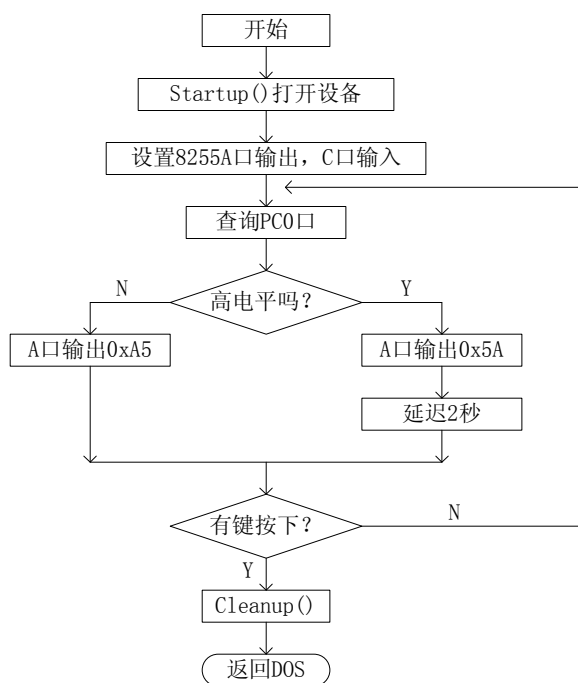 开始
Startup()打开设备
设置8255A口输出，C口输入
查询PC0口
高电平吗？
N
Y
A口输出0xA5
A口输出0x5A
延迟2秒
有键按下？
N
Y
Cleanup()
返回DOS